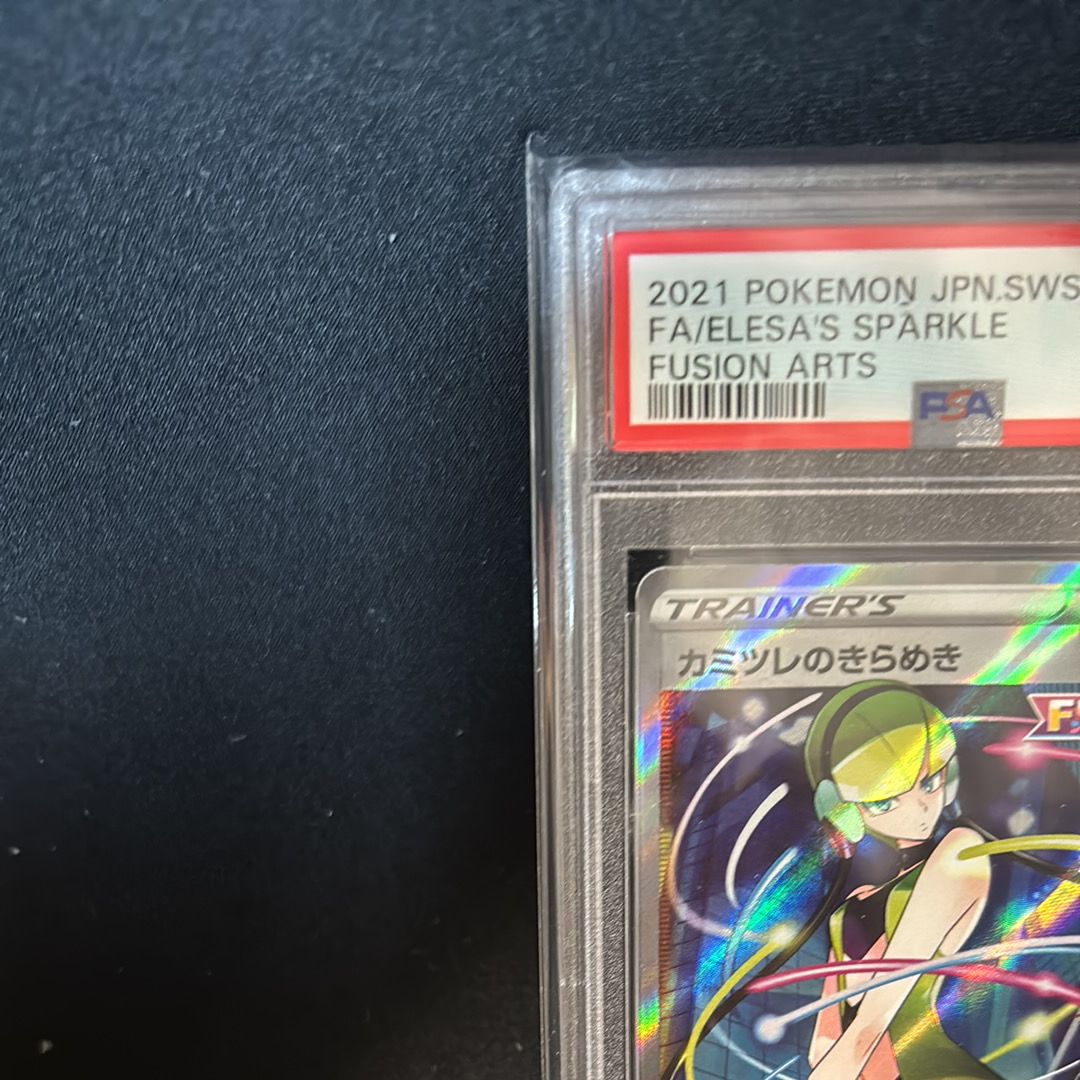 2021 POKEMON JPN.SWS
FA/ELESA'S SPARKLE
FUSION ARTS
PSA
TRAINER'S
カミツレのきらめき